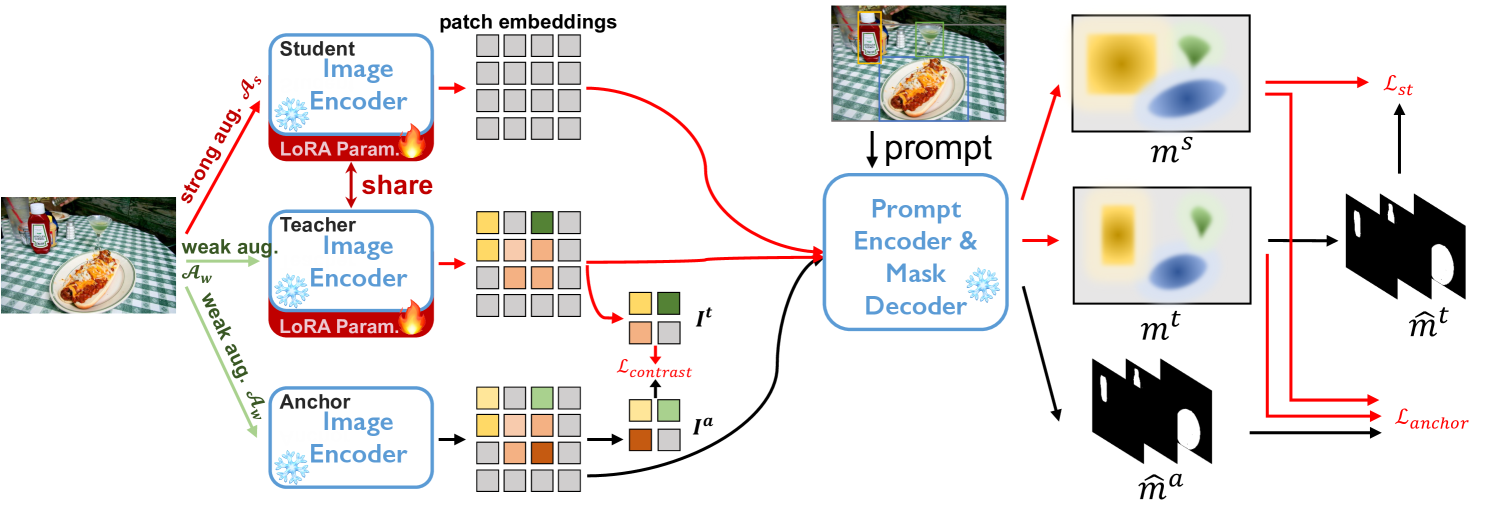 patch embeddings
Student
Image
Encoder
LoRA Param.
strong aug. 𝒜s
share
weak aug.
𝒜w
Teacher
Image
Encoder
LoRA Param.
weak aug. 𝒜w
Anchor
Image
Encoder
I^t
ℒcontrast
I^a
prompt
Prompt
Encoder &
Mask
Decoder
m^s
m^t
m̂^a
ℒst
m̂^t
ℒanchor